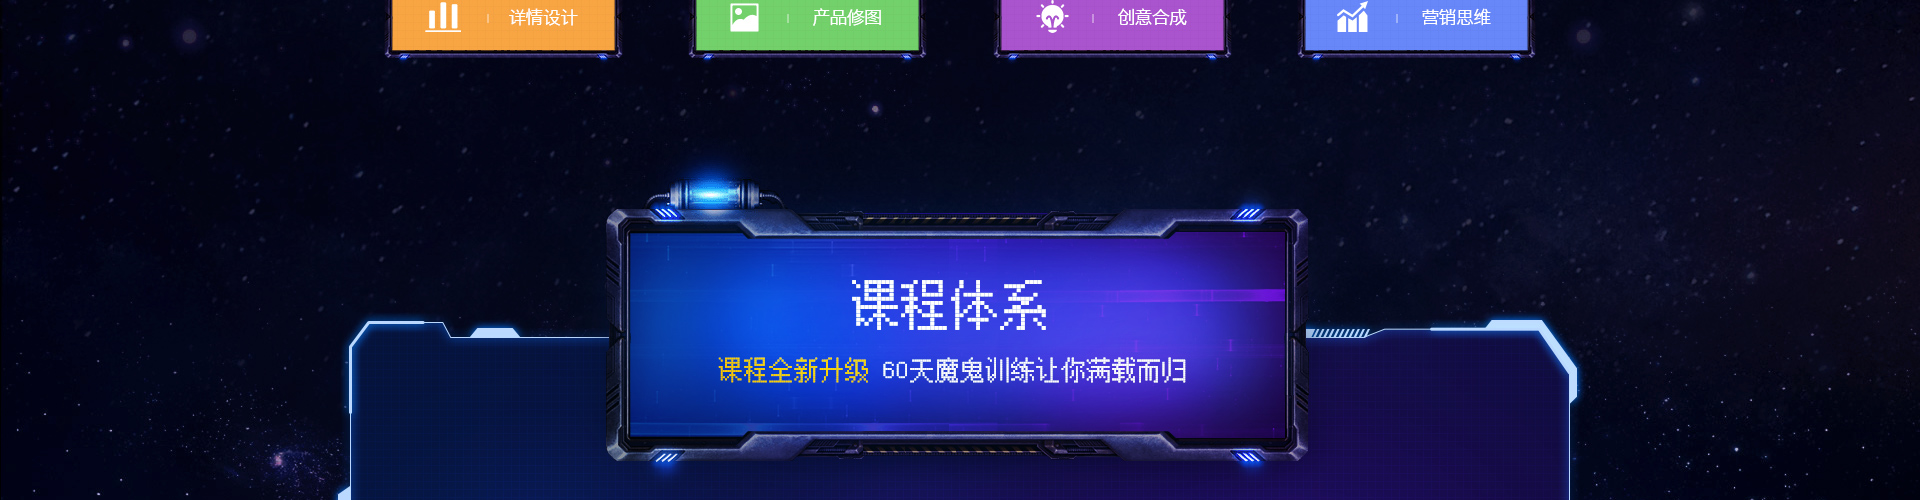 详情设计
产品修图
创意合成
营销思维
课程体系
课程全新升级 60天魔鬼训练让你满载而归